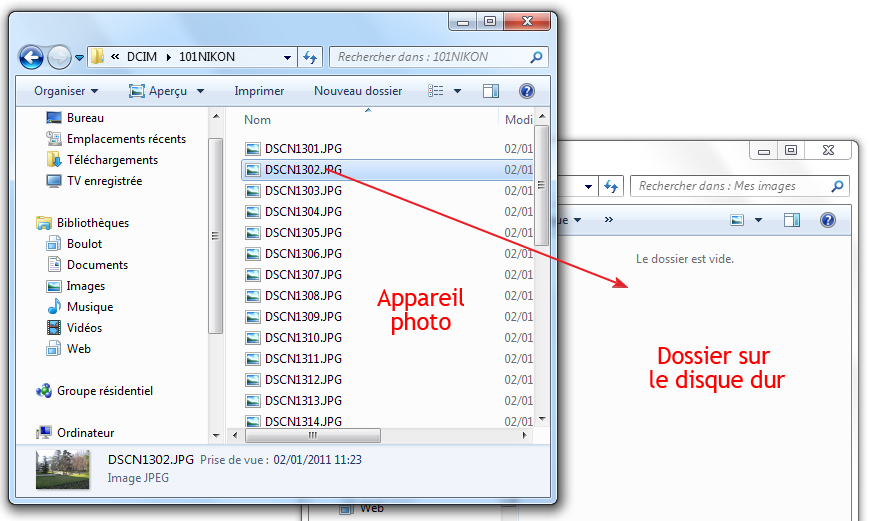 « DCIM ▸ 101NIKON
Rechercher dans : 101NIKON
Organiser Aperçu Imprimer Nouveau dossier
Bureau
Emplacements récents
Téléchargements
TV enregistrée
Bibliothèques
Boulot
Documents
Images
Musique
Vidéos
Web
Groupe résidentiel
Ordinateur
Nom Modi
DSCN1301.JPG 02/01
DSCN1302.JPG 02/01
DSCN1303.JPG 02/01
DSCN1304.JPG 02/01
DSCN1305.JPG 02/01
DSCN1306.JPG 02/01
DSCN1307.JPG 02/01
DSCN1308.JPG 02/01
DSCN1309.JPG 02/01
DSCN1310.JPG 02/01
DSCN1311.JPG 02/01
DSCN1312.JPG 02/01
DSCN1313.JPG 02/01
DSCN1314.JPG 02/01
Appareil
photo
DSCN1302.JPG Prise de vue : 02/01/2011 11:23
Image JPEG
Rechercher dans : Mes images
ue »
Le dossier est vide.
Dossier sur
le disque dur
Web